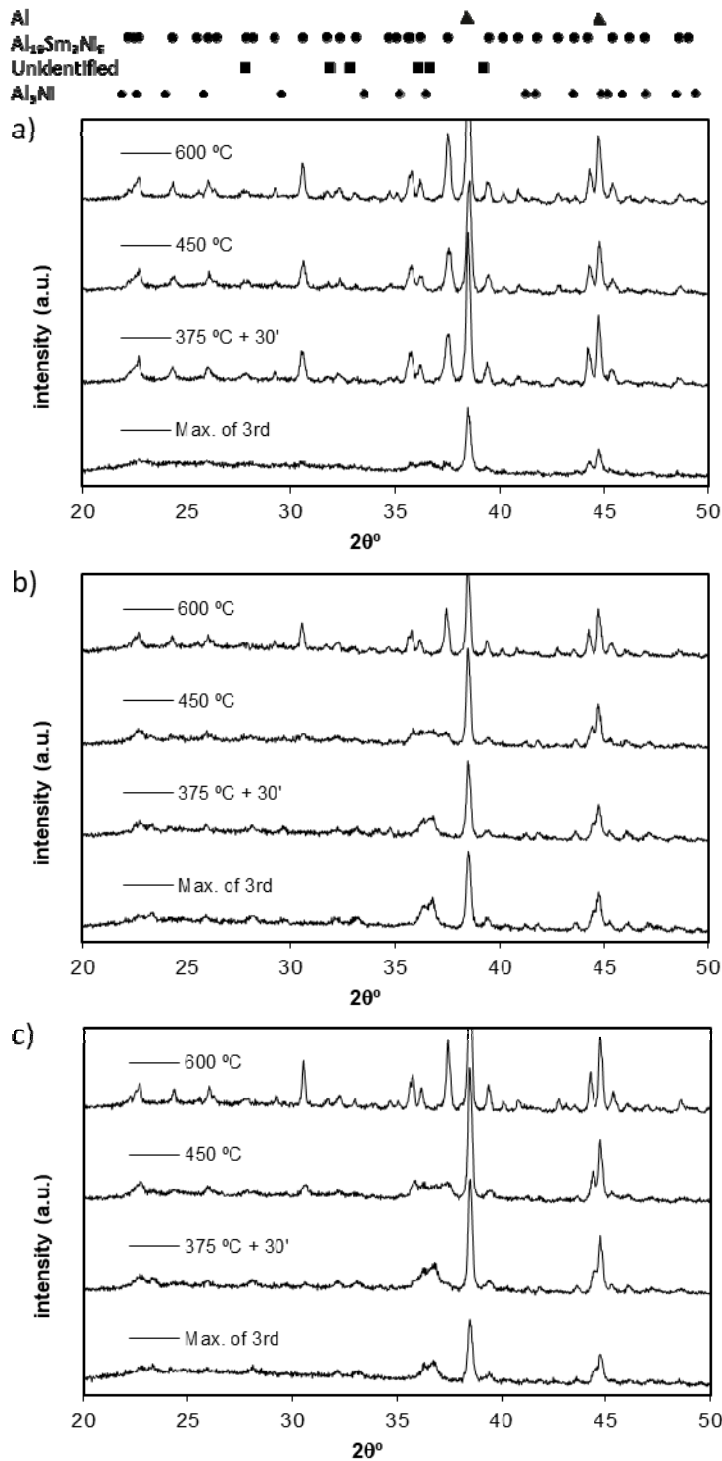 Al
Unidentified
Al₃Ni
a)
600 ºC
450 ºC
375 ºC + 30'
Max. of 3rd
intensity (a.u.)
20 25 30 35 40 45 50
2θº
b)
600 ºC
450 ºC
375 ºC + 30'
Max. of 3rd
intensity (a.u.)
20 25 30 35 40 45 50
2θº
c)
600 ºC
450 ºC
375 ºC + 30'
Max. of 3rd
intensity (a.u.)
20 25 30 35 40 45 50
2θº